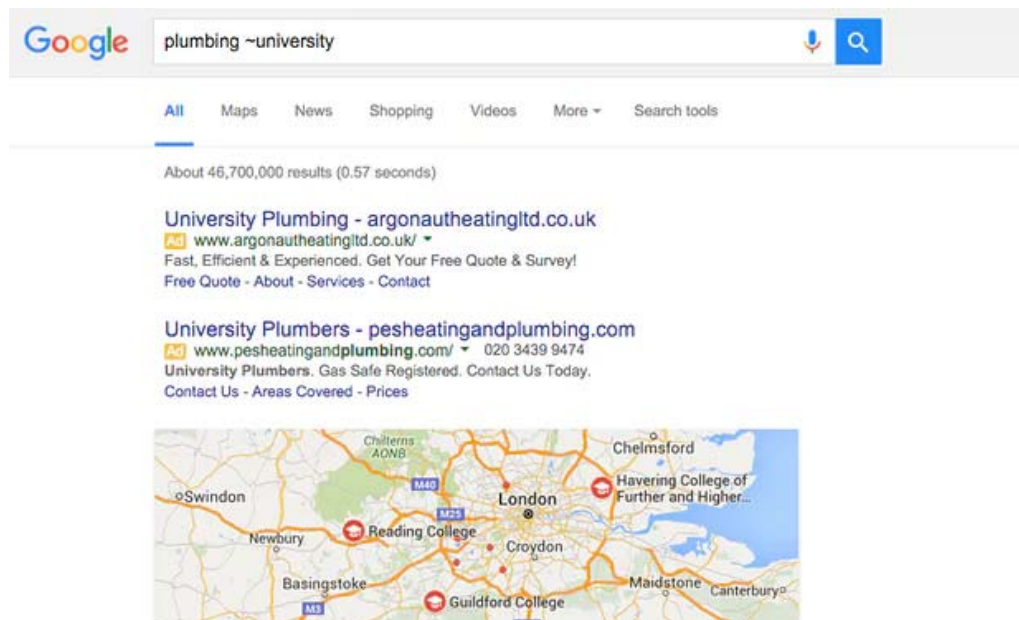 Google
plumbing ~university
All Maps News Shopping Videos More Search tools
About 46,700,000 results (0.57 seconds)
University Plumbing - argonautheatingltd.co.uk
Ad www.argonautheatingltd.co.uk/
Fast, Efficient & Experienced. Get Your Free Quote & Survey!
Free Quote - About - Services - Contact
University Plumbers - pesheatingandplumbing.com
Ad www.pesheatingandplumbing.com/ 020 3439 9474
University Plumbers. Gas Safe Registered. Contact Us Today.
Contact Us - Areas Covered - Prices
Chilterns
AONB
Chelmsford
M40
Havering College of
Further and Higher...
Swindon
London
M25
Reading College
Newbury
Croydon
Basingstoke
Maidstone
Canterbury
Guildford College
M3